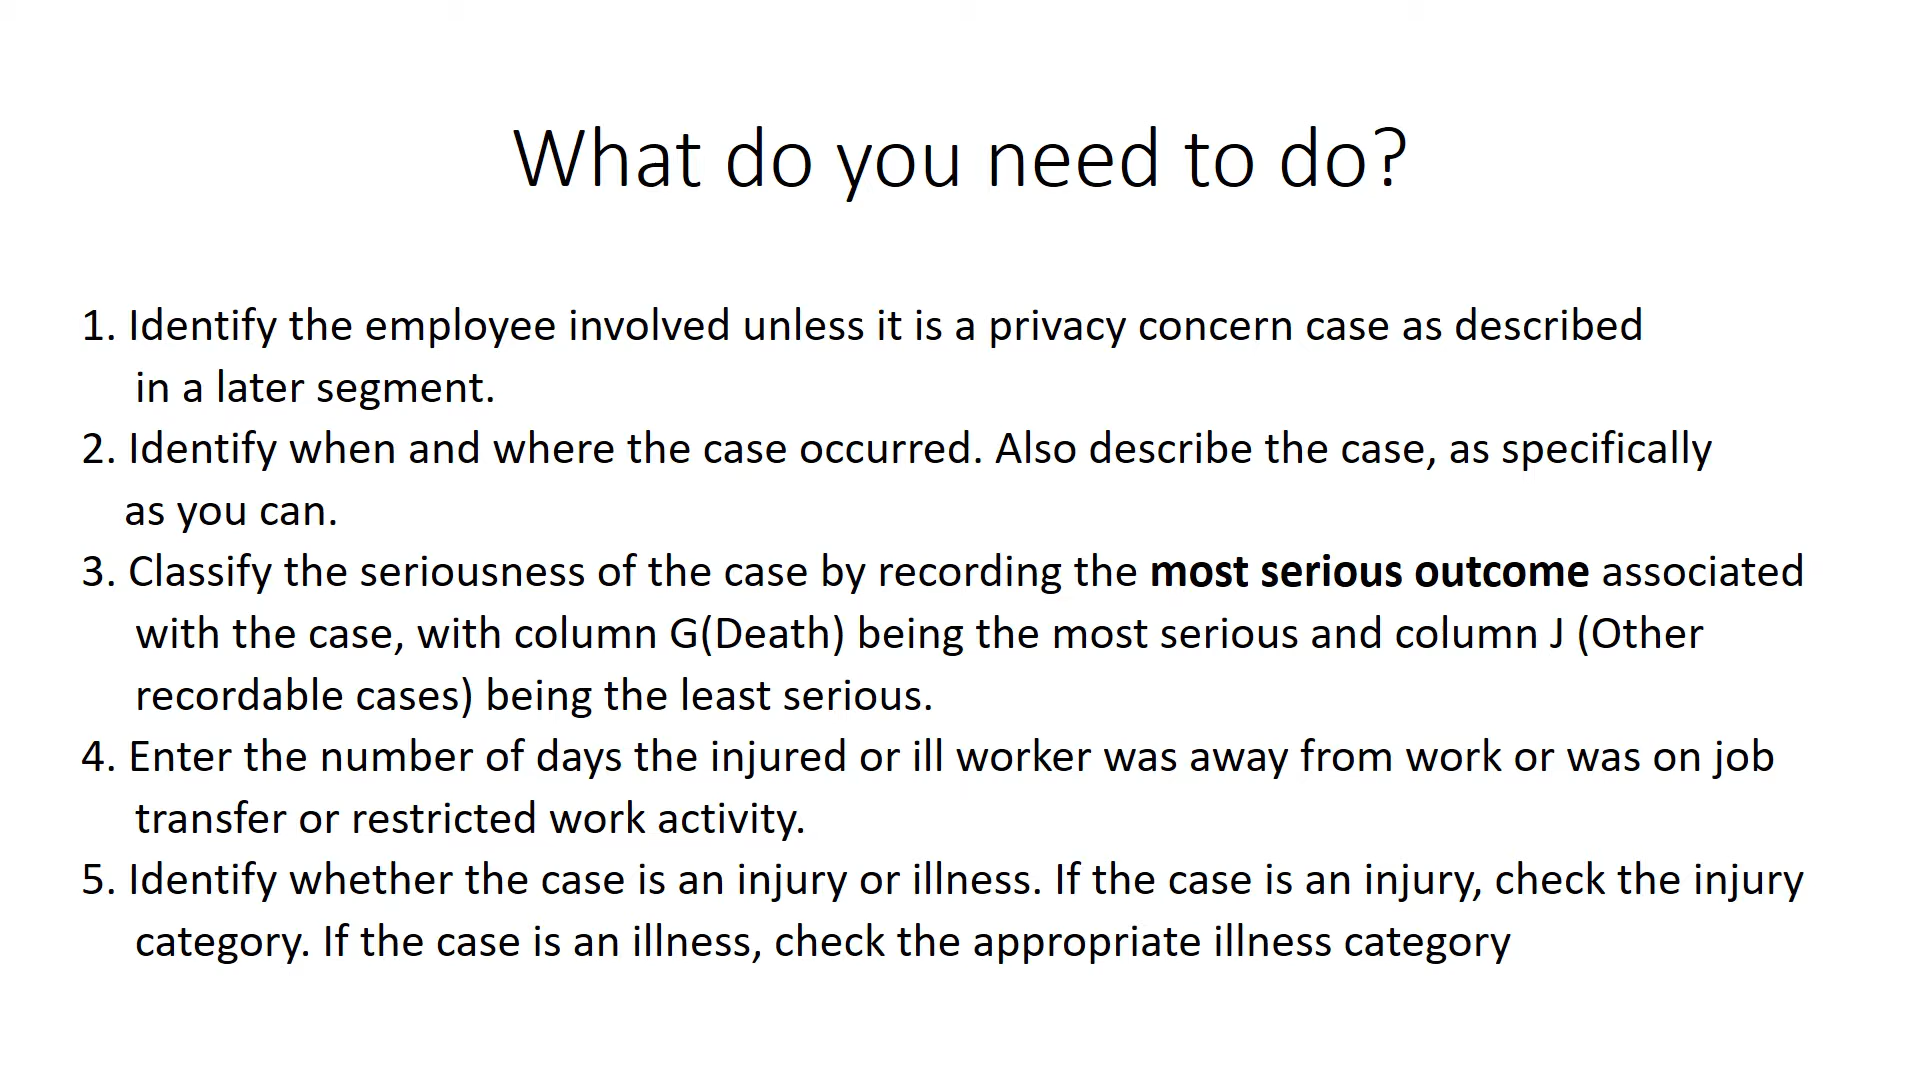 What do you need to do?
1. Identify the employee involved unless it is a privacy concern case as described
in a later segment.
2. Identify when and where the case occurred. Also describe the case, as specifically
as you can.
3. Classify the seriousness of the case by recording the most serious outcome associated
with the case, with column G(Death) being the most serious and column J (Other
recordable cases) being the least serious.
4. Enter the number of days the injured or ill worker was away from work or was on job
transfer or restricted work activity.
5. Identify whether the case is an injury or illness. If the case is an injury, check the injury
category. If the case is an illness, check the appropriate illness category